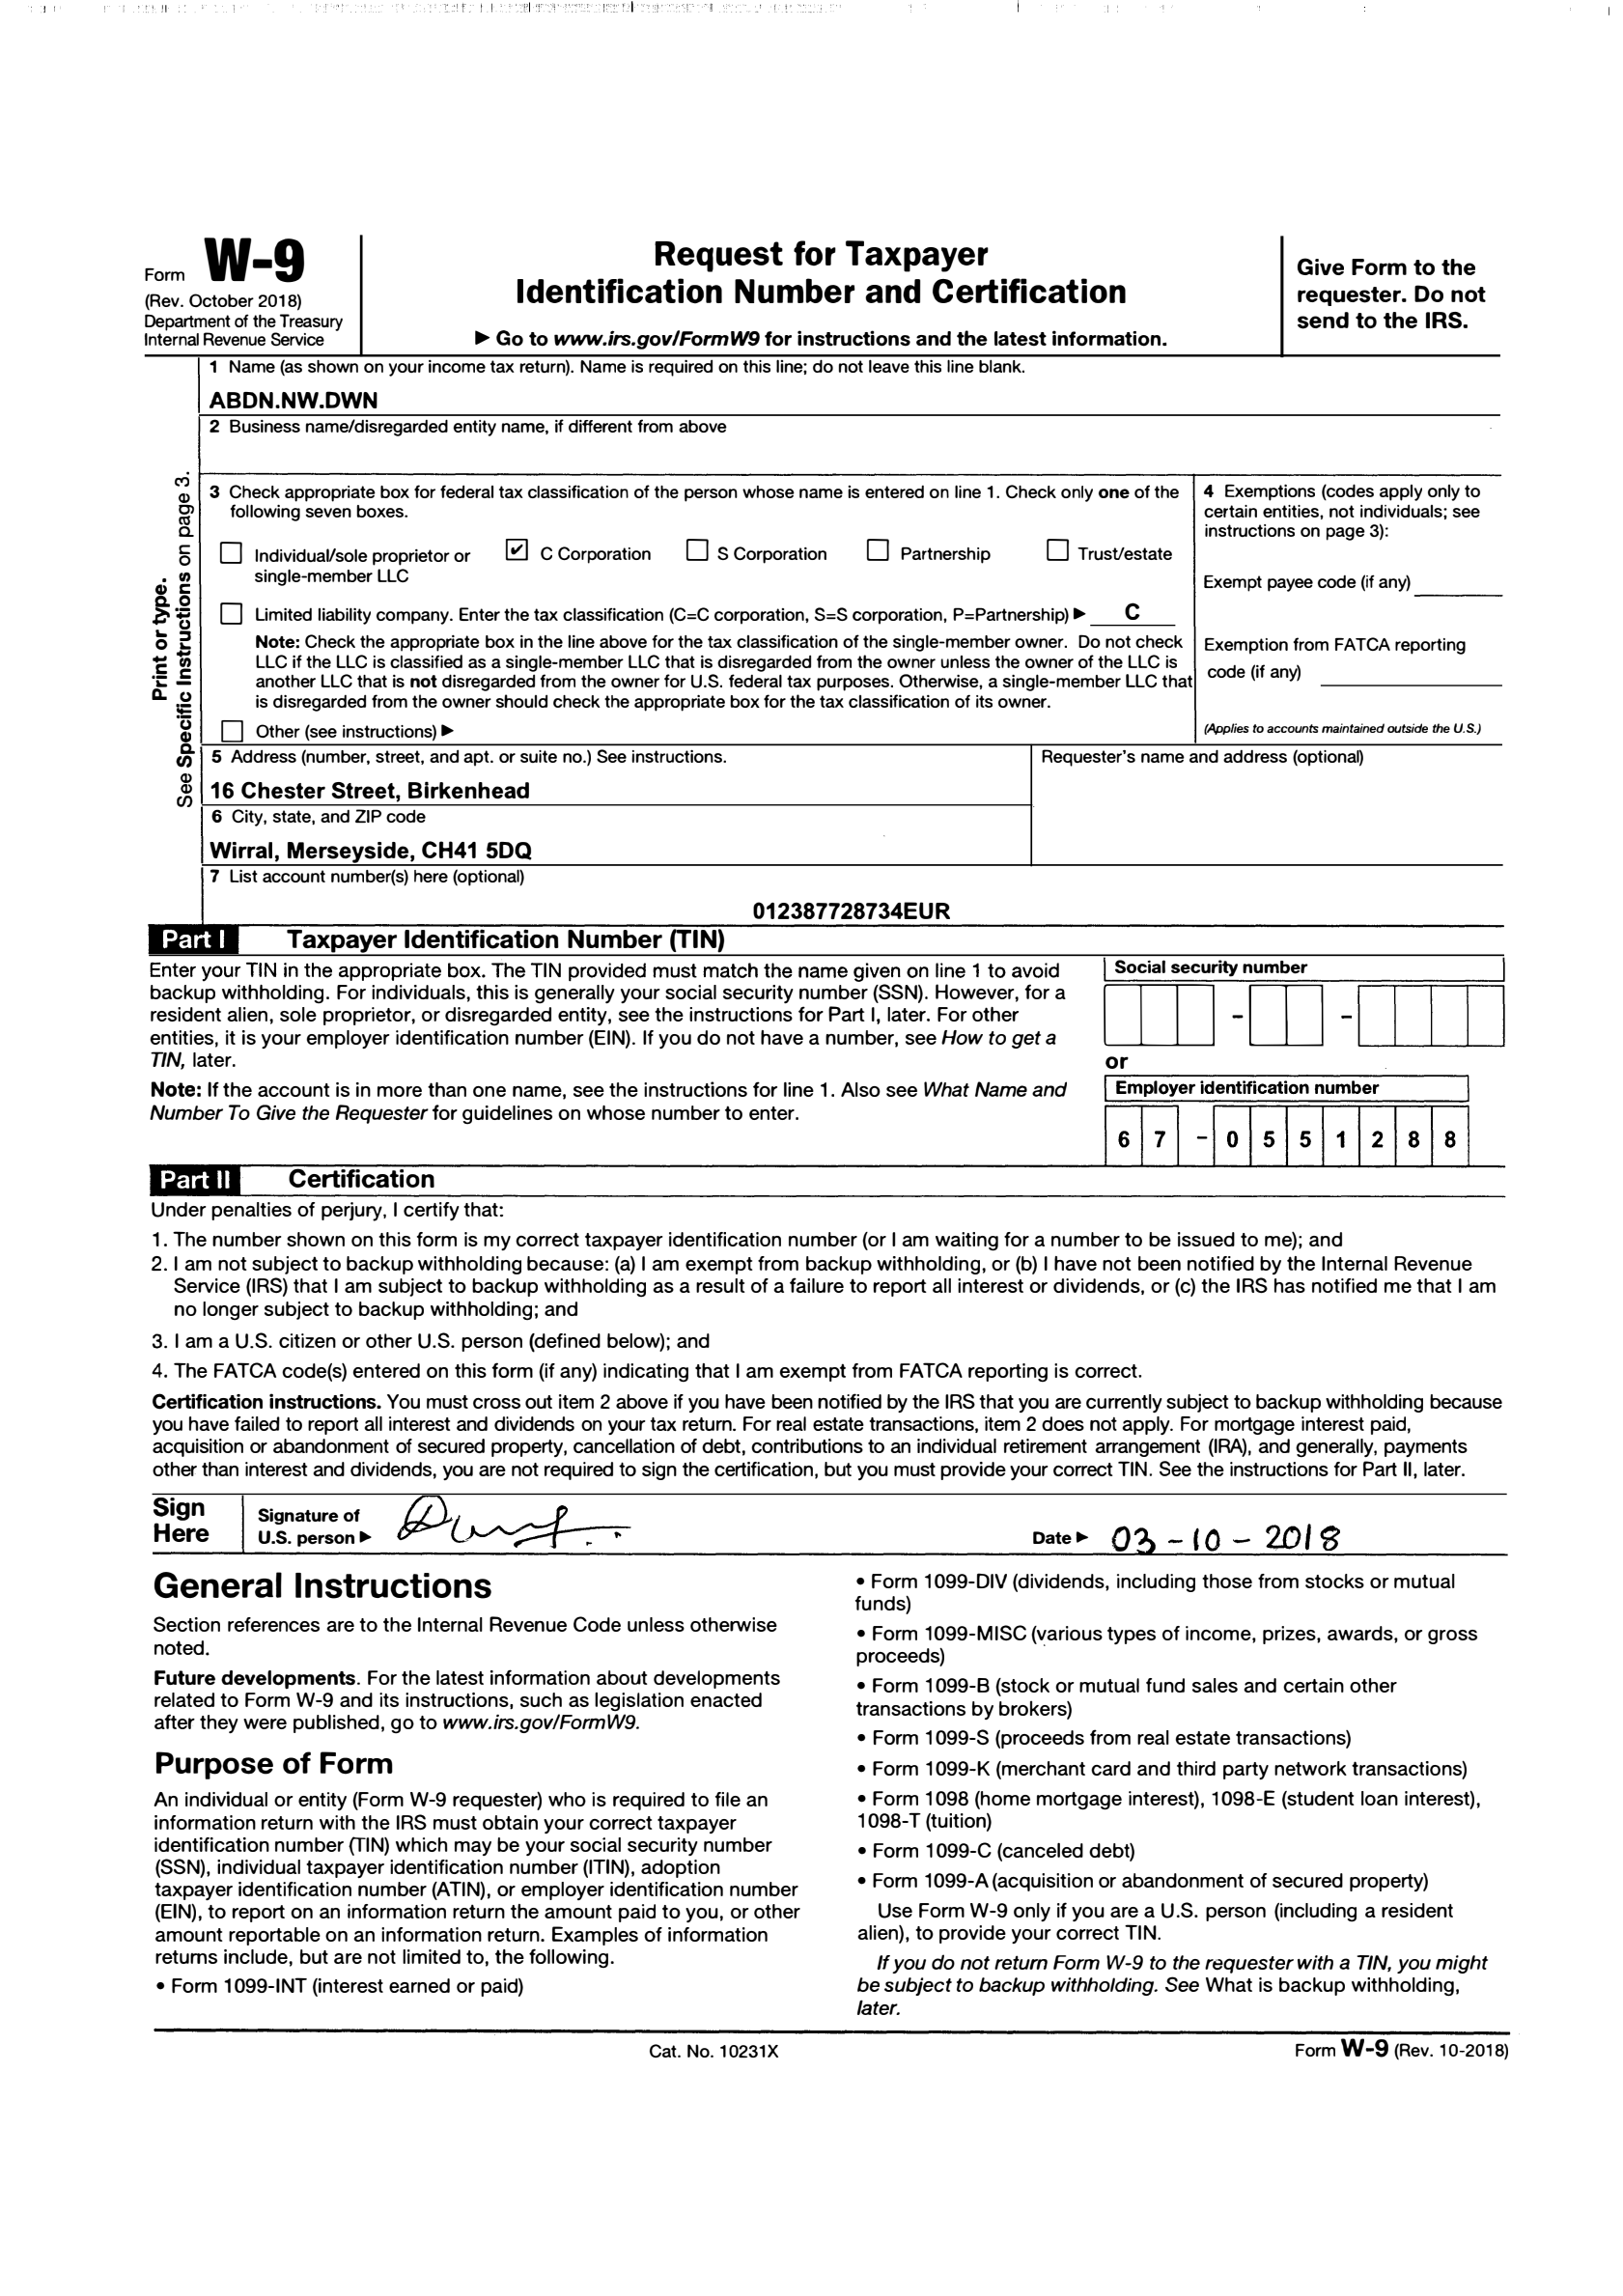 Form W-9
(Rev. October 2018)
Department of the Treasury
Internal Revenue Service
Request for Taxpayer
Identification Number and Certification
▶ Go to www.irs.gov/FormW9 for instructions and the latest information.
Give Form to the
requester. Do not
send to the IRS.
Print or type.
See Specific Instructions on page 3.
1 Name (as shown on your income tax return). Name is required on this line; do not leave this line blank.
ABDN.NW.DWN
2 Business name/disregarded entity name, if different from above
3 Check appropriate box for federal tax classification of the person whose name is entered on line 1. Check only one of the
following seven boxes.
☐ Individual/sole proprietor or ☑ C Corporation ☐ S Corporation ☐ Partnership ☐ Trust/estate
single-member LLC
☐ Limited liability company. Enter the tax classification (C=C corporation, S=S corporation, P=Partnership) ▶ C
Note: Check the appropriate box in the line above for the tax classification of the single-member owner. Do not check
LLC if the LLC is classified as a single-member LLC that is disregarded from the owner unless the owner of the LLC is
another LLC that is not disregarded from the owner for U.S. federal tax purposes. Otherwise, a single-member LLC that
is disregarded from the owner should check the appropriate box for the tax classification of its owner.
☐ Other (see instructions) ▶
4 Exemptions (codes apply only to
certain entities, not individuals; see
instructions on page 3):
Exempt payee code (if any)
Exemption from FATCA reporting
code (if any)
(Applies to accounts maintained outside the U.S.)
5 Address (number, street, and apt. or suite no.) See instructions.
16 Chester Street, Birkenhead
6 City, state, and ZIP code
Wirral, Merseyside, CH41 5DQ
Requester's name and address (optional)
7 List account number(s) here (optional)
012387728734EUR
Part I Taxpayer Identification Number (TIN)
Enter your TIN in the appropriate box. The TIN provided must match the name given on line 1 to avoid
backup withholding. For individuals, this is generally your social security number (SSN). However, for a
resident alien, sole proprietor, or disregarded entity, see the instructions for Part I, later. For other
entities, it is your employer identification number (EIN). If you do not have a number, see How to get a
TIN, later.
Note: If the account is in more than one name, see the instructions for line 1. Also see What Name and
Number To Give the Requester for guidelines on whose number to enter.
Social security number
– –
or
Employer identification number
6 7 – 0 5 5 1 2 8 8
Part II Certification
Under penalties of perjury, I certify that:
1. The number shown on this form is my correct taxpayer identification number (or I am waiting for a number to be issued to me); and
2. I am not subject to backup withholding because: (a) I am exempt from backup withholding, or (b) I have not been notified by the Internal Revenue
Service (IRS) that I am subject to backup withholding as a result of a failure to report all interest or dividends, or (c) the IRS has notified me that I am
no longer subject to backup withholding; and
3. I am a U.S. citizen or other U.S. person (defined below); and
4. The FATCA code(s) entered on this form (if any) indicating that I am exempt from FATCA reporting is correct.
Certification instructions. You must cross out item 2 above if you have been notified by the IRS that you are currently subject to backup withholding because
you have failed to report all interest and dividends on your tax return. For real estate transactions, item 2 does not apply. For mortgage interest paid,
acquisition or abandonment of secured property, cancellation of debt, contributions to an individual retirement arrangement (IRA), and generally, payments
other than interest and dividends, you are not required to sign the certification, but you must provide your correct TIN. See the instructions for Part II, later.
Sign
Here
Signature of
U.S. person ▶
Date ▶ 03-10-2018
General Instructions
Section references are to the Internal Revenue Code unless otherwise
noted.
Future developments. For the latest information about developments
related to Form W-9 and its instructions, such as legislation enacted
after they were published, go to www.irs.gov/FormW9.
Purpose of Form
An individual or entity (Form W-9 requester) who is required to file an
information return with the IRS must obtain your correct taxpayer
identification number (TIN) which may be your social security number
(SSN), individual taxpayer identification number (ITIN), adoption
taxpayer identification number (ATIN), or employer identification number
(EIN), to report on an information return the amount paid to you, or other
amount reportable on an information return. Examples of information
returns include, but are not limited to, the following.
• Form 1099-INT (interest earned or paid)
• Form 1099-DIV (dividends, including those from stocks or mutual
funds)
• Form 1099-MISC (various types of income, prizes, awards, or gross
proceeds)
• Form 1099-B (stock or mutual fund sales and certain other
transactions by brokers)
• Form 1099-S (proceeds from real estate transactions)
• Form 1099-K (merchant card and third party network transactions)
• Form 1098 (home mortgage interest), 1098-E (student loan interest),
1098-T (tuition)
• Form 1099-C (canceled debt)
• Form 1099-A (acquisition or abandonment of secured property)
Use Form W-9 only if you are a U.S. person (including a resident
alien), to provide your correct TIN.
If you do not return Form W-9 to the requester with a TIN, you might
be subject to backup withholding. See What is backup withholding,
later.
Cat. No. 10231X
Form W-9 (Rev. 10-2018)